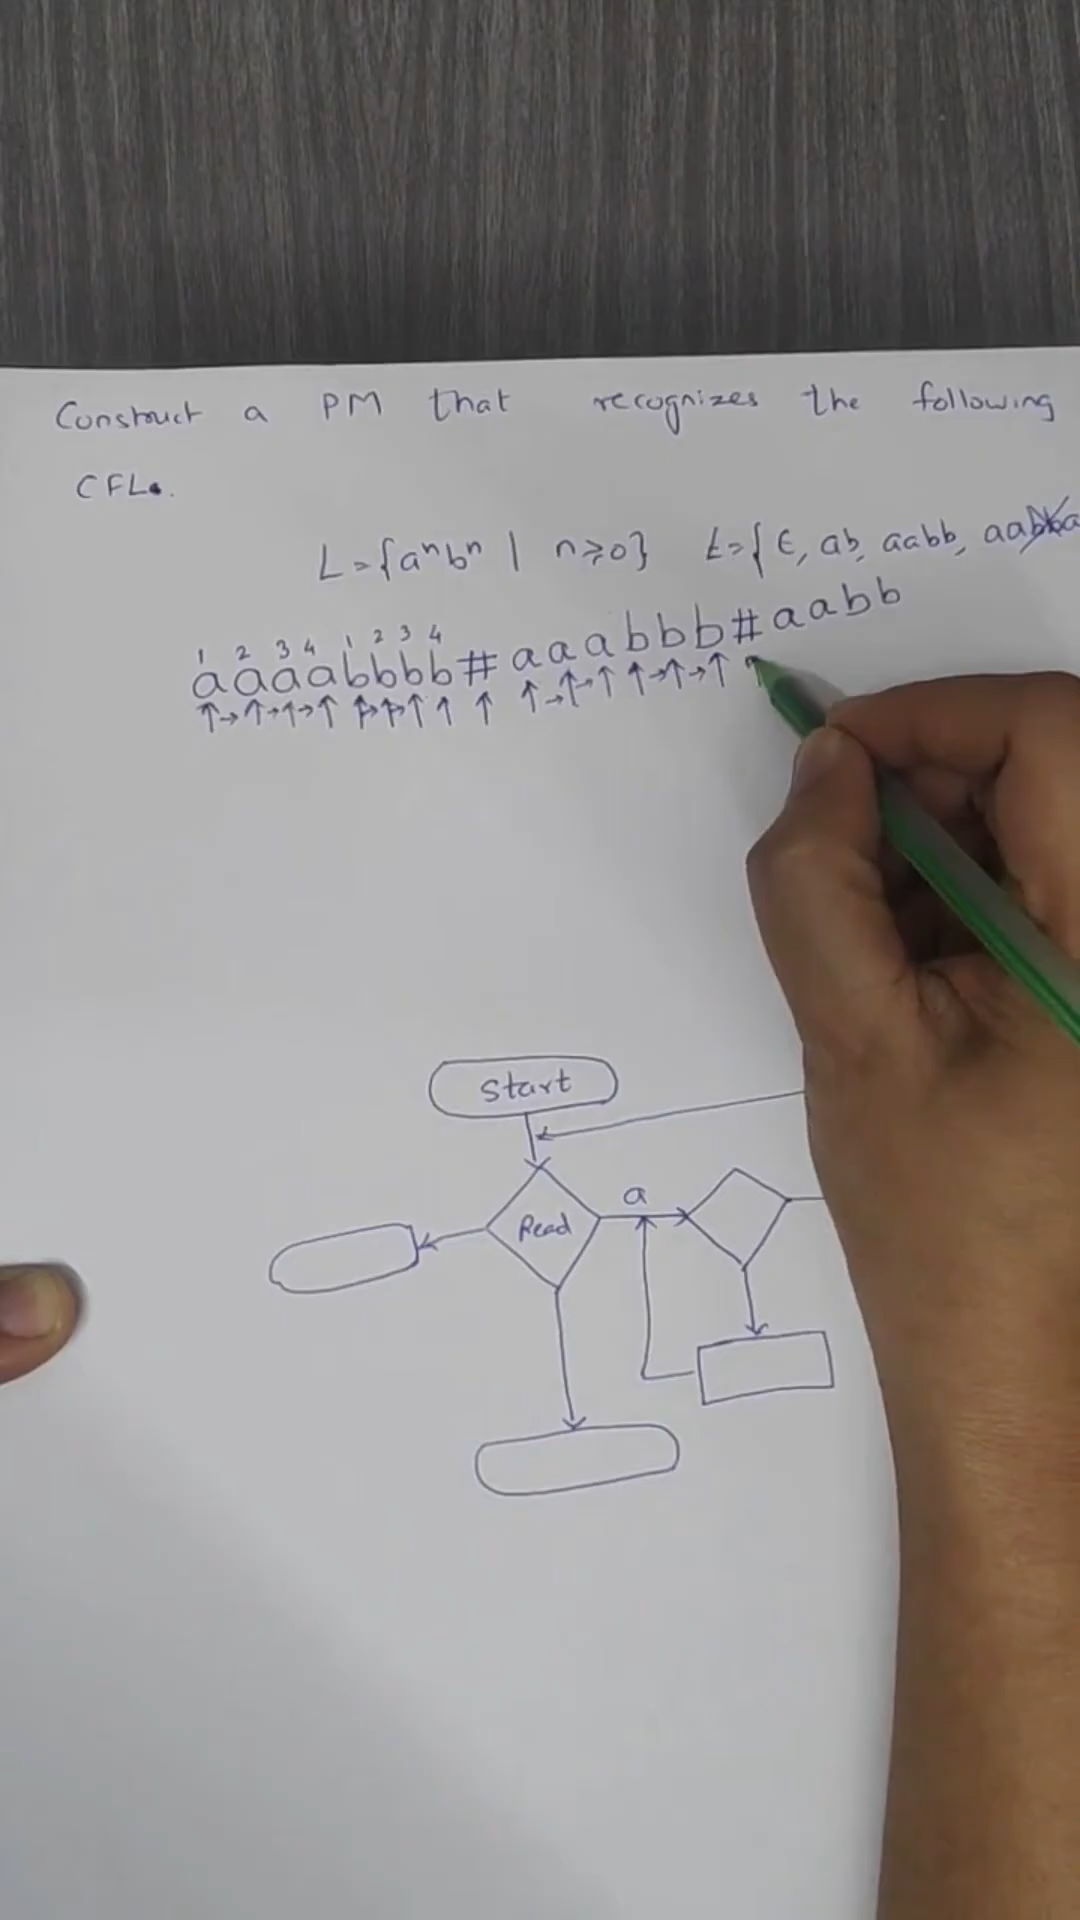 Construct a PM that recognizes the following
CFL.
L = {aⁿbⁿ | n≥0} L = { ϵ, ab, aabb,
1 2 3 4 1 2 3 4
aaaabbbb # aaabbb # aabb
Start
a
Read